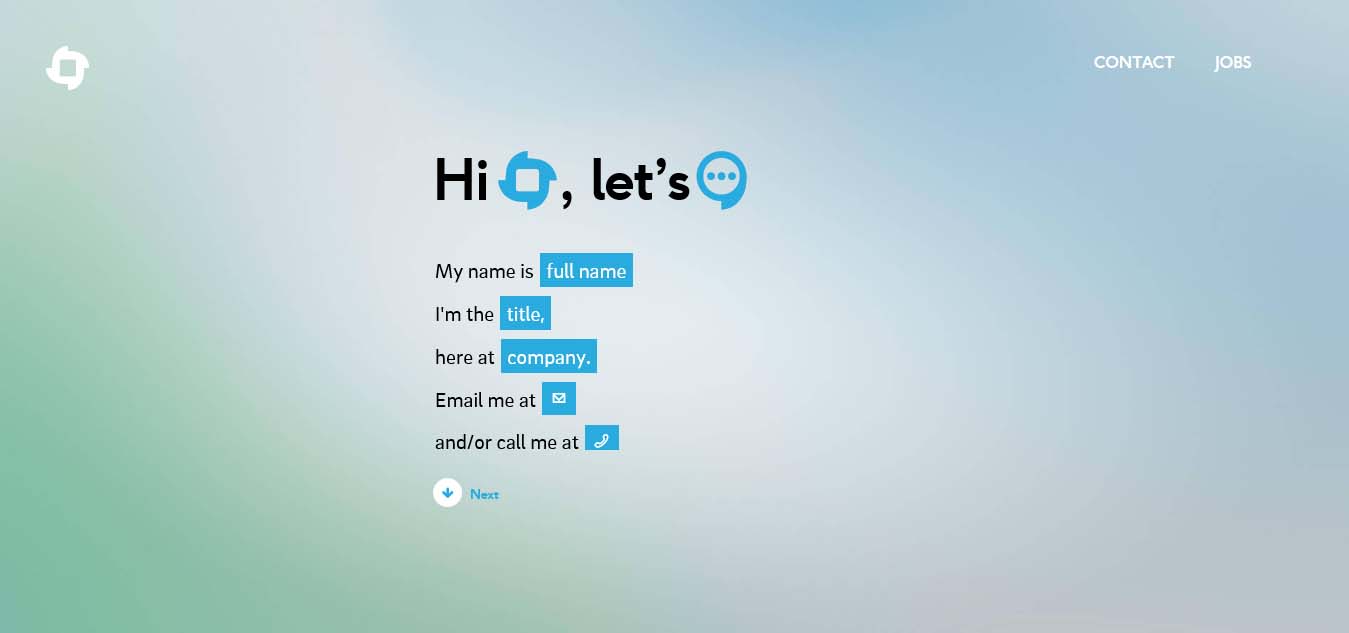 CONTACT JOBS
Hi , let’s
My name is full name
I'm the title,
here at company.
Email me at
and/or call me at
Next